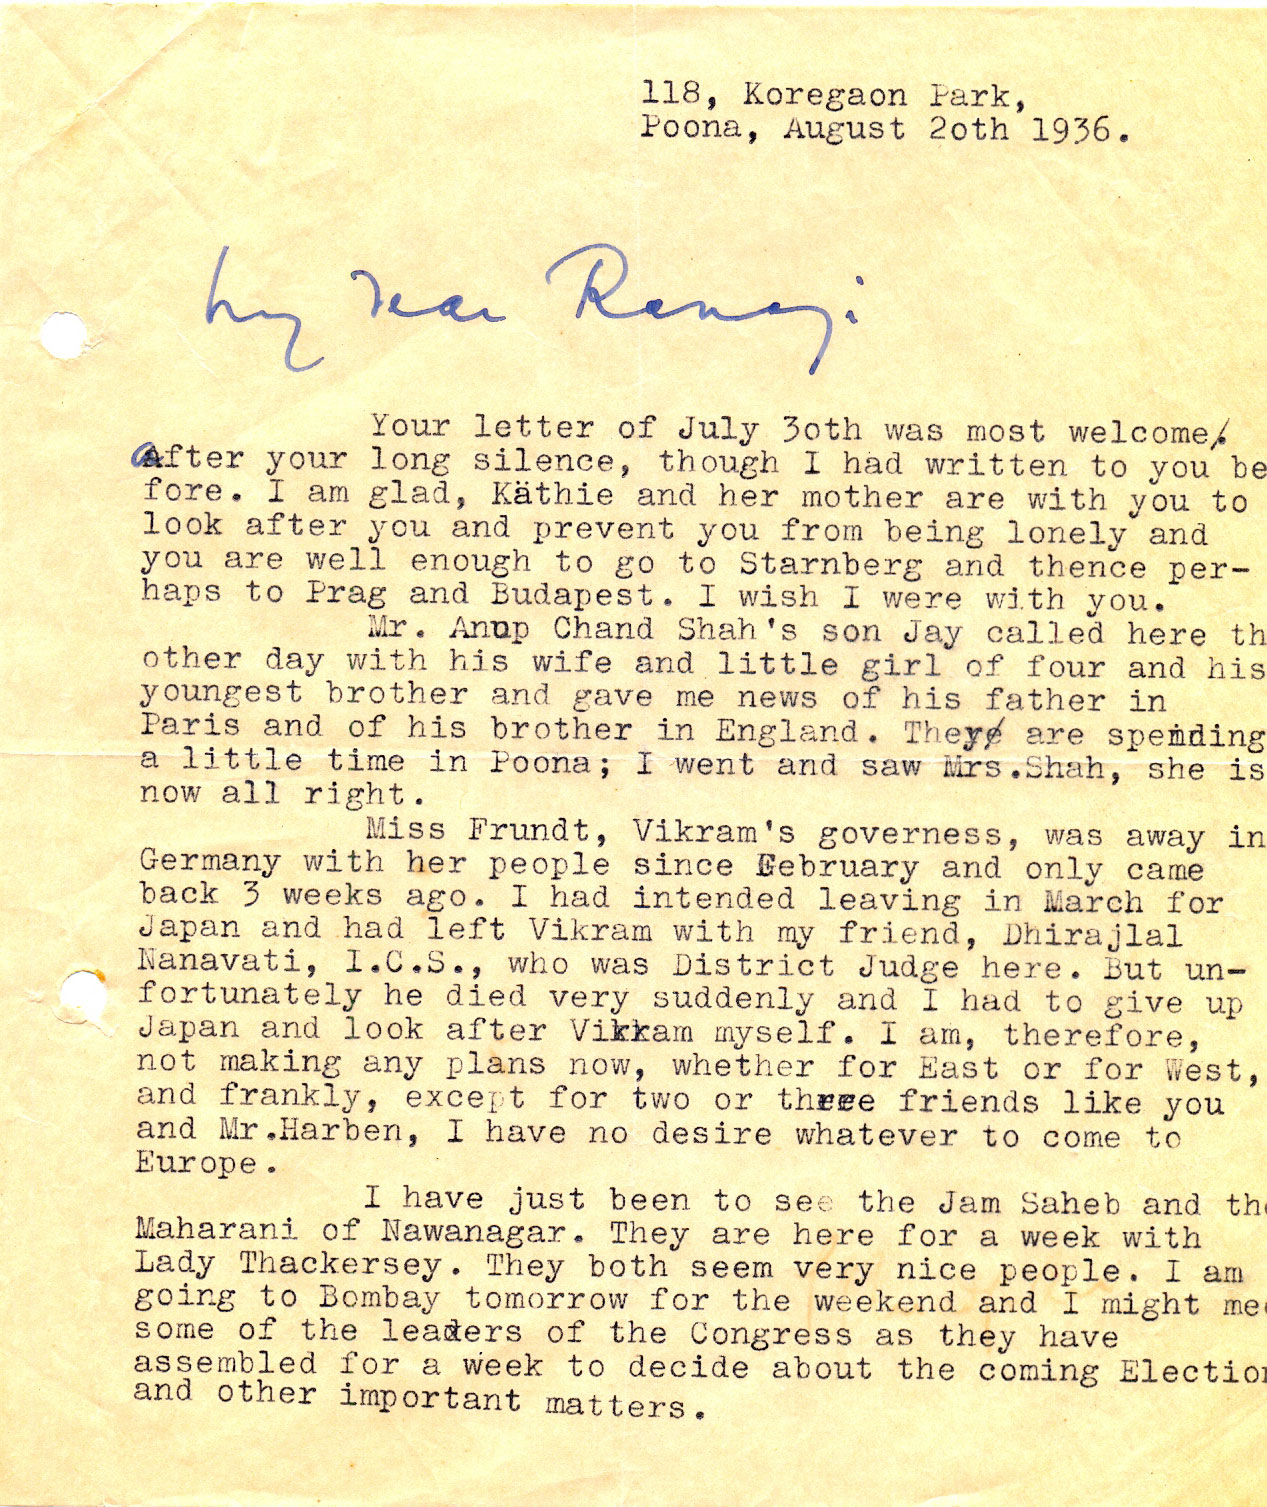 118, Koregaon Park,
Poona, August 2oth 1936.
My dear Ranaji
Your letter of July 3oth was most welcome
after your long silence, though I had written to you be
fore. I am glad, Käthie and her mother are with you to
look after you and prevent you from being lonely and
you are well enough to go to Starnberg and thence per-
haps to Prag and Budapest. I wish I were with you.
Mr. Anup Chand Shah's son Jay called here th
other day with his wife and little girl of four and his
youngest brother and gave me news of his father in
Paris and of his brother in England. They are spending
a little time in Poona; I went and saw Mrs.Shah, she is
now all right.
Miss Frundt, Vikram's governess, was away in
Germany with her people since February and only came
back 3 weeks ago. I had intended leaving in March for
Japan and had left Vikram with my friend, Dhirajlal
Nanavati, I.C.S., who was District Judge here. But un-
fortunately he died very suddenly and I had to give up
Japan and look after Vikkam myself. I am, therefore,
not making any plans now, whether for East or for West,
and frankly, except for two or three friends like you
and Mr.Harben, I have no desire whatever to come to
Europe.
I have just been to see the Jam Saheb and the
Maharani of Nawanagar. They are here for a week with
Lady Thackersey. They both seem very nice people. I am
going to Bombay tomorrow for the weekend and I might mee
some of the leaders of the Congress as they have
assembled for a week to decide about the coming Election
and other important matters.